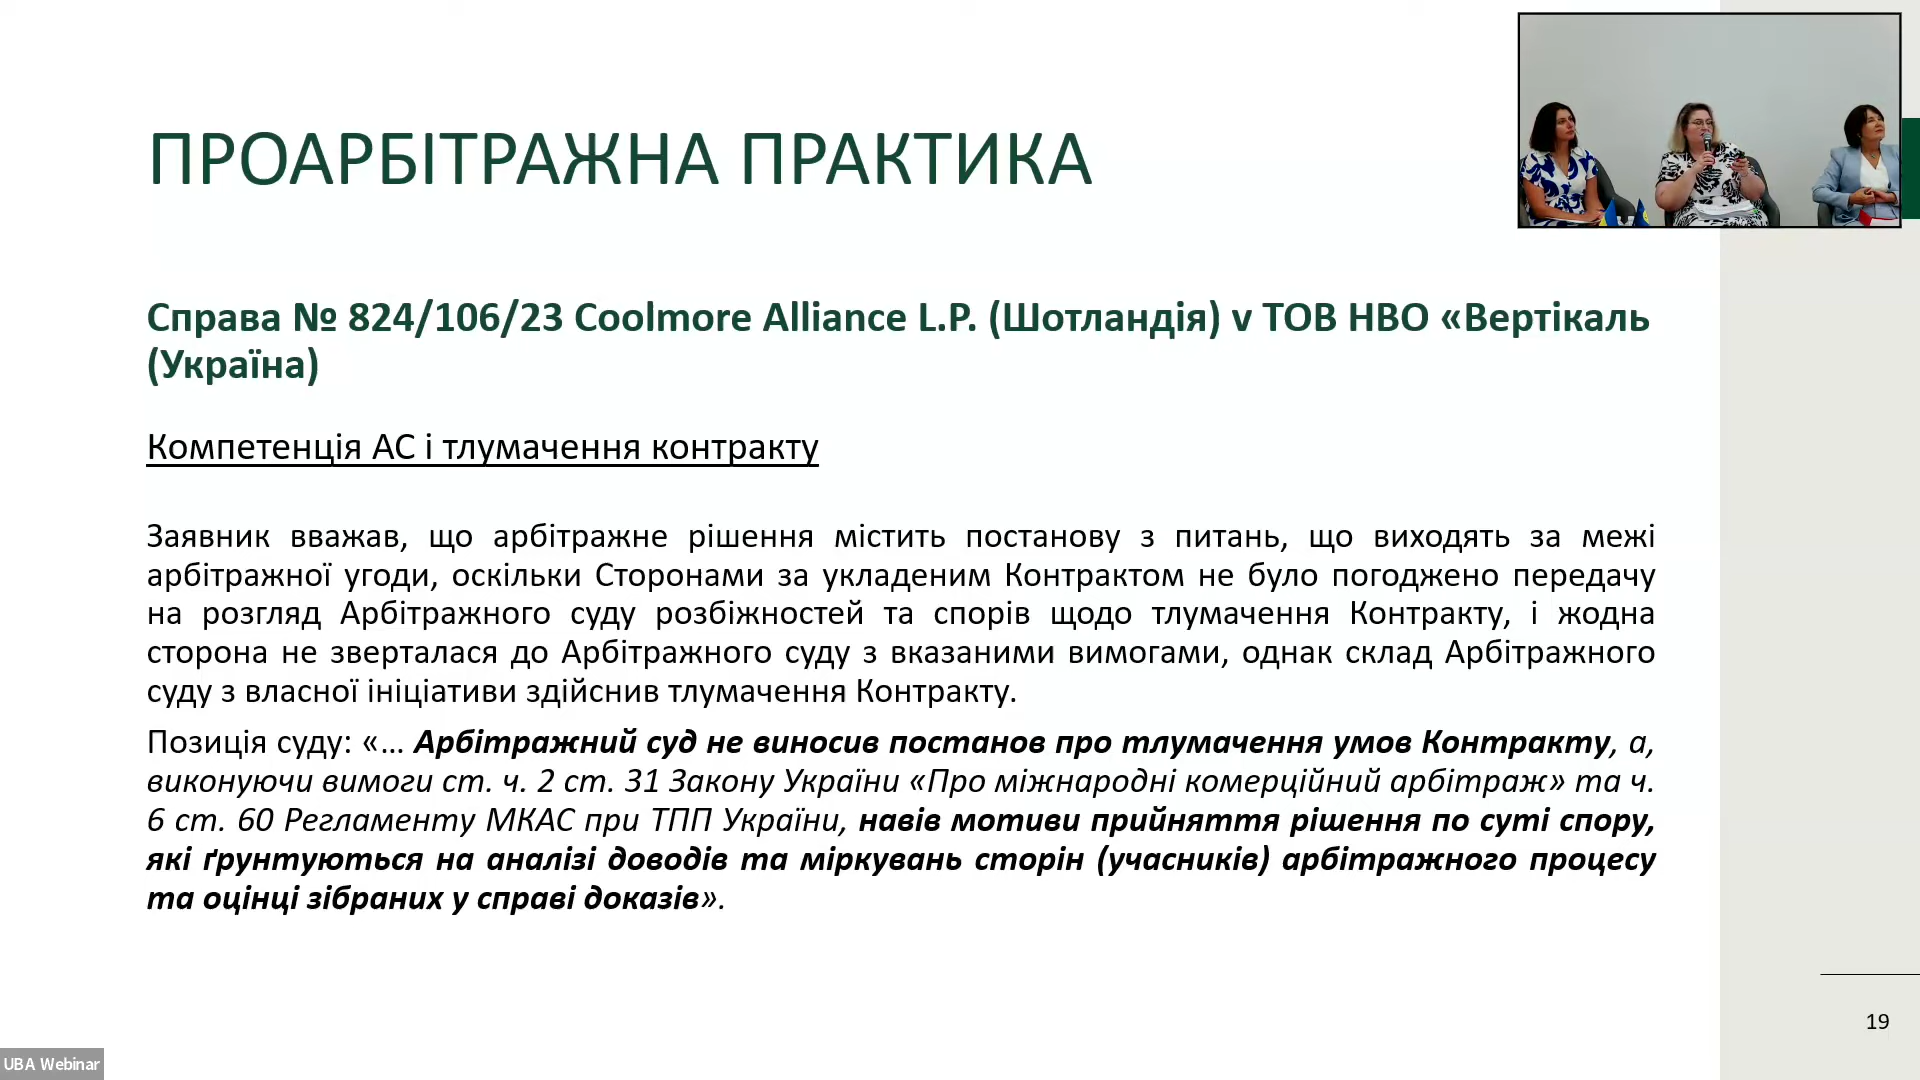 ПРОАРБІТРАЖНА ПРАКТИКА
Справа № 824/106/23 Coolmore Alliance L.P. (Шотландія) v ТОВ НВО «Вертікаль
(Україна)
Компетенція АС і тлумачення контракту
Заявник вважав, що арбітражне рішення містить постанову з питань, що виходять за межі
арбітражної угоди, оскільки Сторонами за укладеним Контрактом не було погоджено передачу
на розгляд Арбітражного суду розбіжностей та спорів щодо тлумачення Контракту, і жодна
сторона не зверталася до Арбітражного суду з вказаними вимогами, однак склад Арбітражного
суду з власної ініціативи здійснив тлумачення Контракту.
Позиція суду: «… Арбітражний суд не виносив постанов про тлумачення умов Контракту, а,
виконуючи вимоги ст. ч. 2 ст. 31 Закону України «Про міжнародні комерційний арбітраж» та ч.
6 ст. 60 Регламенту МКАС при ТПП України, навів мотиви прийняття рішення по суті спору,
які ґрунтуються на аналізі доводів та міркувань сторін (учасників) арбітражного процесу
та оцінці зібраних у справі доказів».
19
UBA Webinar